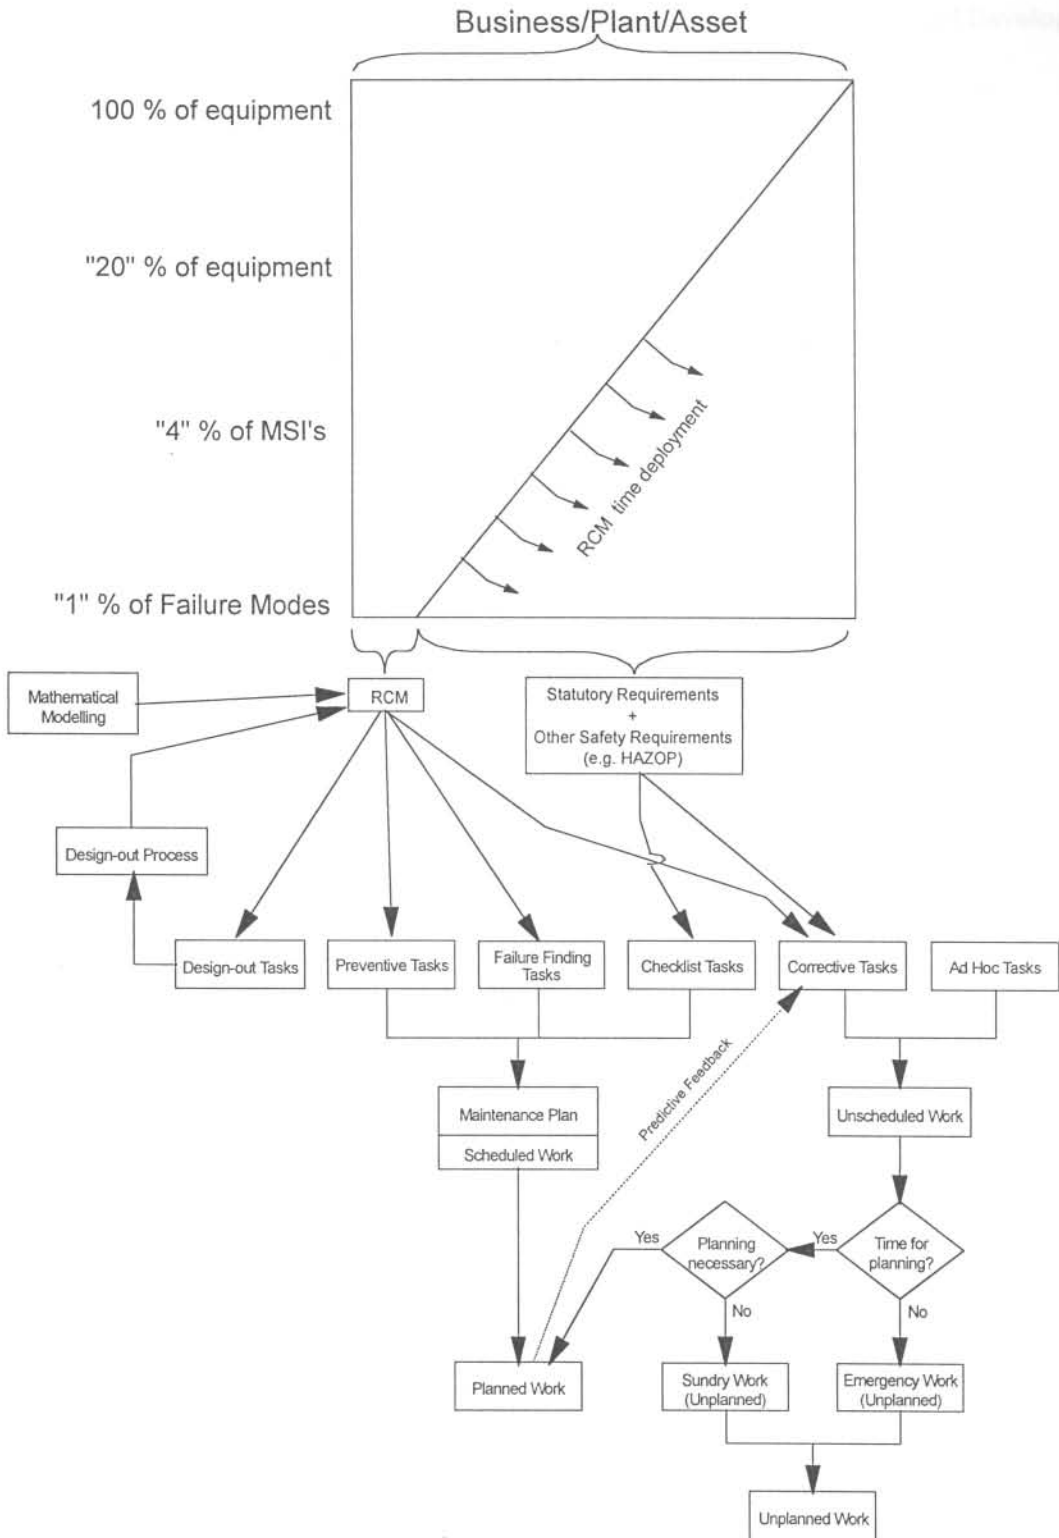 Business/Plant/Asset
100 % of equipment
"20" % of equipment
"4" % of MSI's
RCM time deployment
"1" % of Failure Modes
Mathematical
Modelling
RCM
Statutory Requirements
+
Other Safety Requirements
(e.g. HAZOP)
Design-out Process
Design-out Tasks
Preventive Tasks
Failure Finding
Tasks
Checklist Tasks
Corrective Tasks
Ad Hoc Tasks
Predictive Feedback
Maintenance Plan
Scheduled Work
Unscheduled Work
Yes
Planning
necessary?
Yes
Time for
planning?
No
No
Planned Work
Sundry Work
(Unplanned)
Emergency Work
(Unplanned)
Unplanned Work